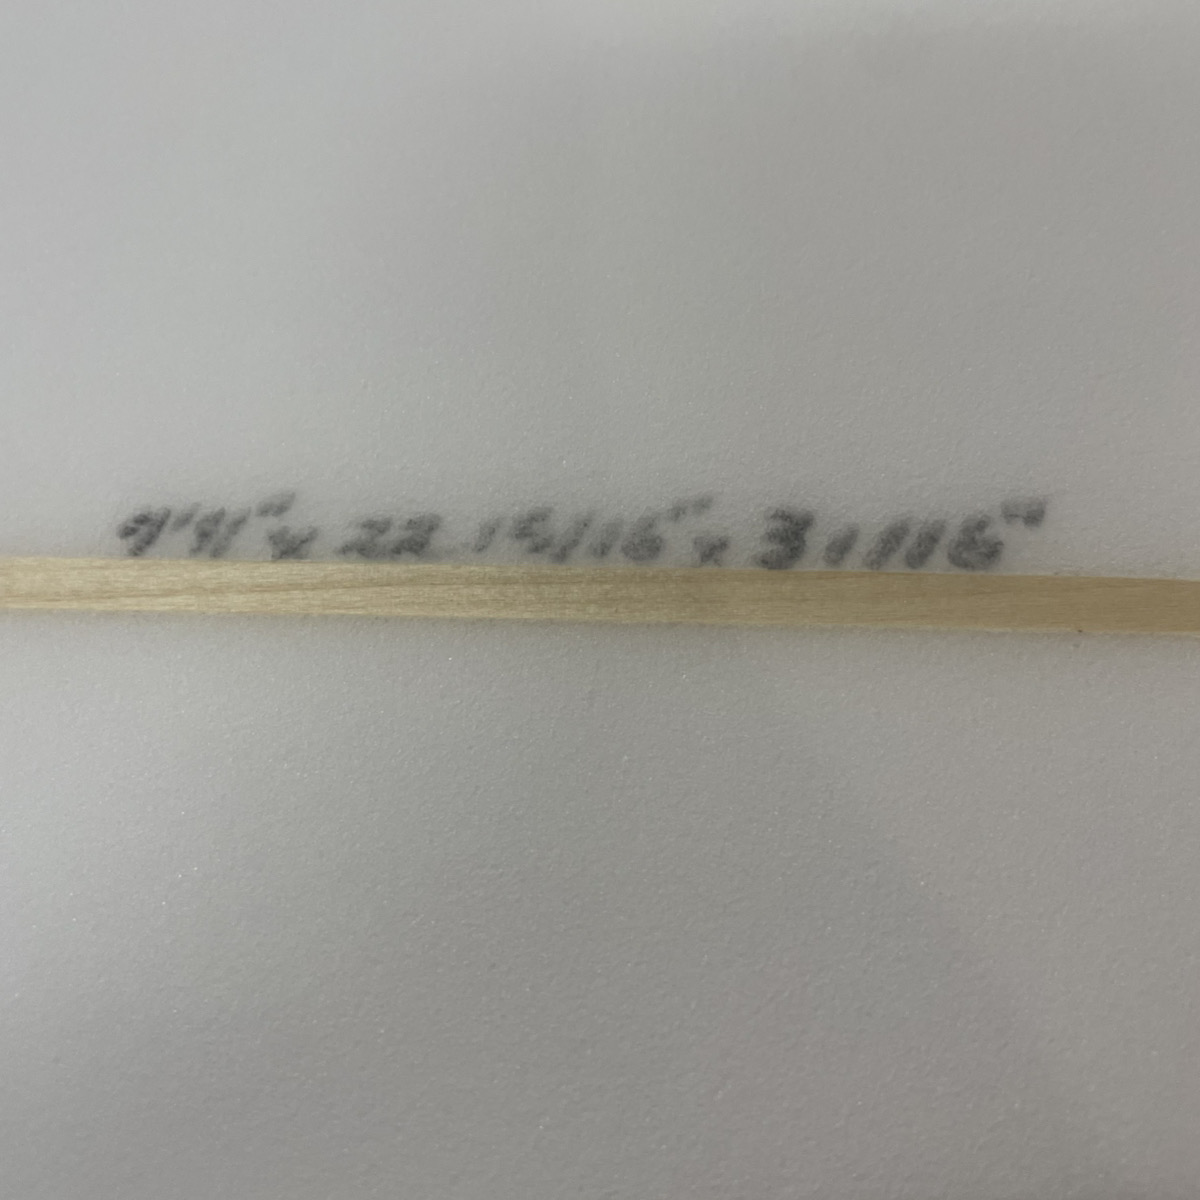 9'4" x 22 15/16" x 3 1/16"